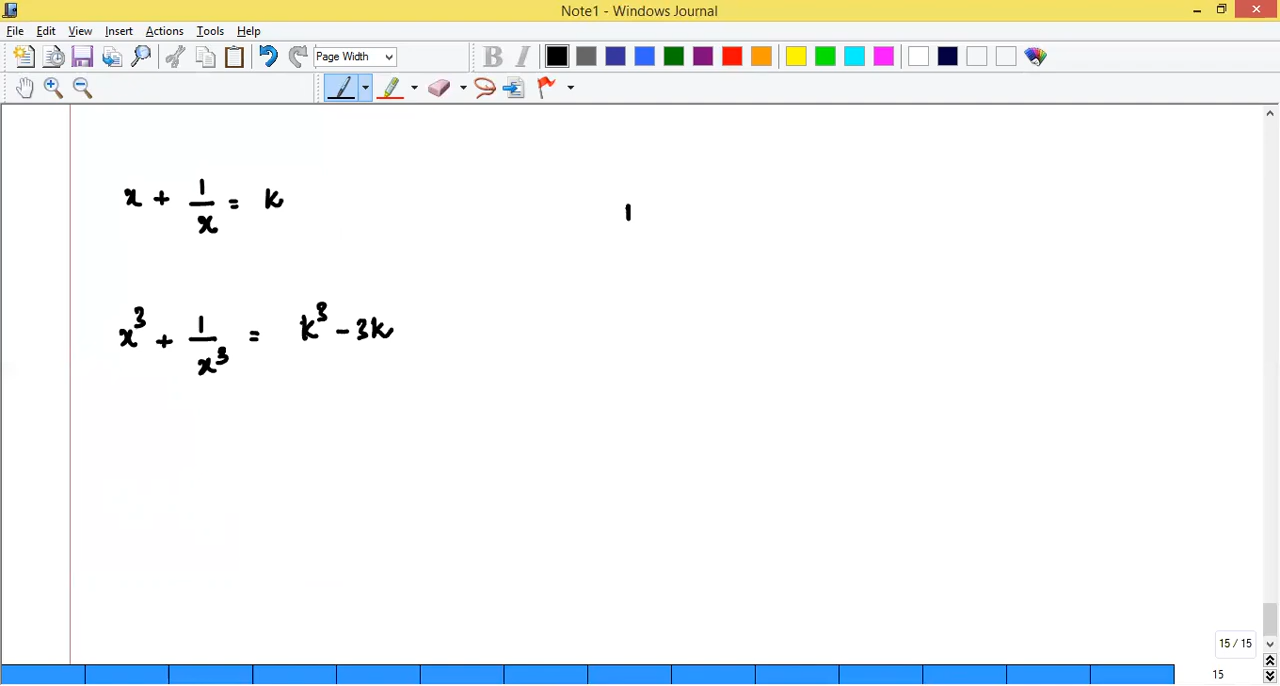 Note1 - Windows Journal
File Edit View Insert Actions Tools Help
Page Width B I
x + 1/x = k
1
x³ + 1/x³ = k³ - 3k
15 / 15
15